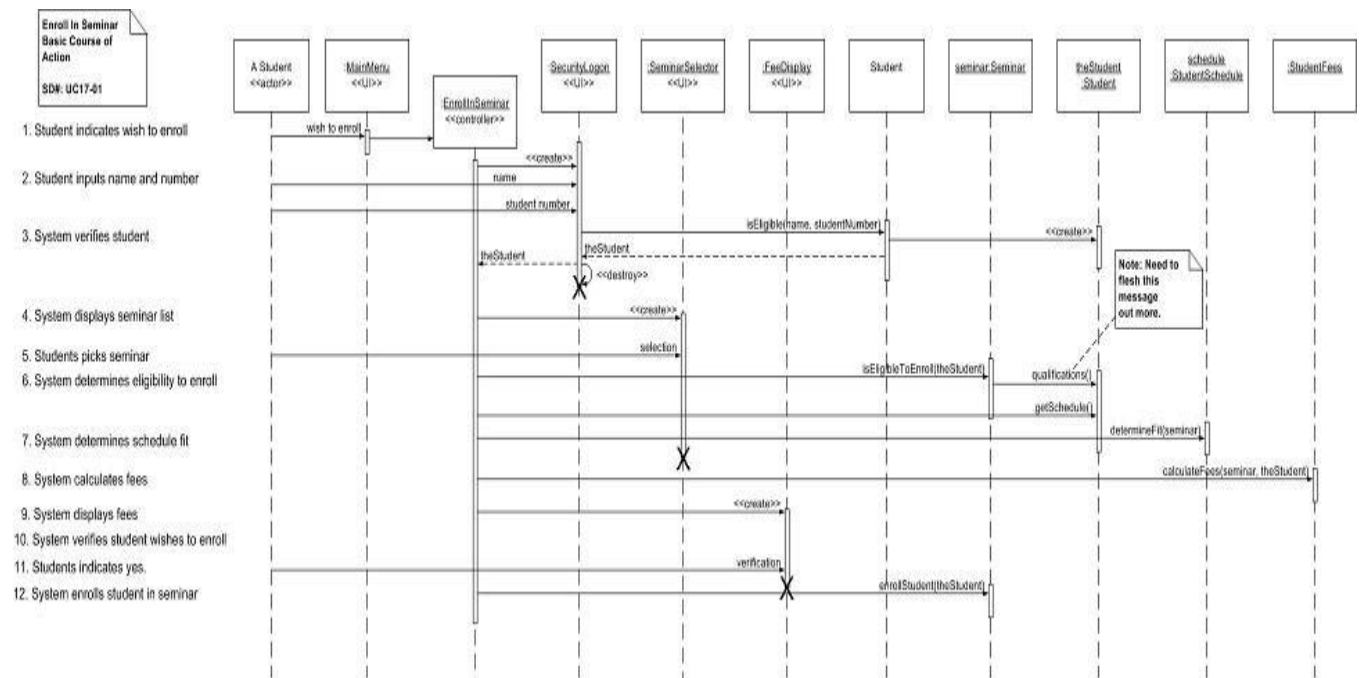 Enroll In Seminar
Basic Course of
Action
SD#: UC17-01
A Student
<<actor>>
:MainMenu
<<UI>>
:EnrollInSeminar
<<controller>>
:SecurityLogon
<<UI>>
:SeminarSelector
<<UI>>
:FeeDisplay
<<UI>>
Student
seminar:Seminar
theStudent
:Student
schedule
:StudentSchedule
:StudentFees
1. Student indicates wish to enroll
wish to enroll
<<create>>
2. Student inputs name and number
name
student number
3. System verifies student
isEligible(name, studentNumber)
<<create>>
theStudent
theStudent
<<destroy>>
Note: Need to
flesh this
message
out more.
4. System displays seminar list
<<create>>
5. Students picks seminar
selection
6. System determines eligibility to enroll
isEligibleToEnroll(theStudent)
qualifications()
getSchedule()
7. System determines schedule fit
determineFit(seminar)
8. System calculates fees
calculateFees(seminar, theStudent)
9. System displays fees
<<create>>
10. System verifies student wishes to enroll
11. Students indicates yes.
verification
12. System enrolls student in seminar
enrollStudent(theStudent)